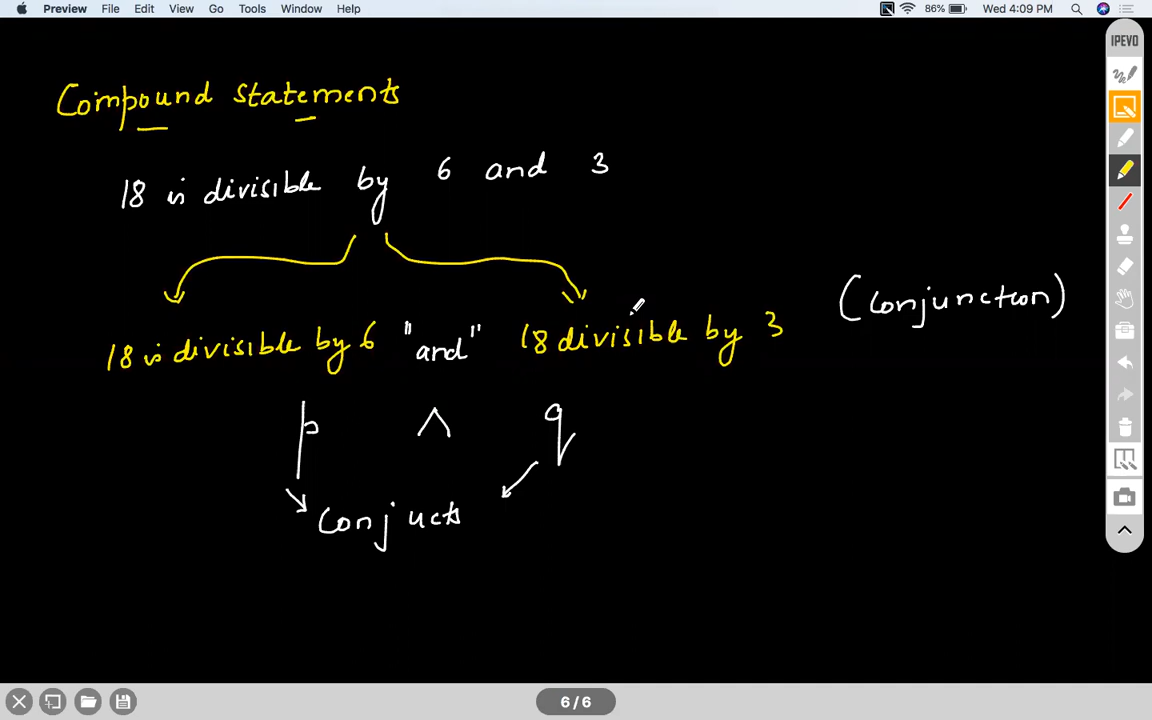 Preview File Edit View Go Tools Window Help 86% Wed 4:09 PM
IPEVO
Compound statements
18 is divisible by 6 and 3
(Conjunction)
18 is divisible by 6 "and" 18 divisible by 3
p ∧ q
Conjucts
6 / 6